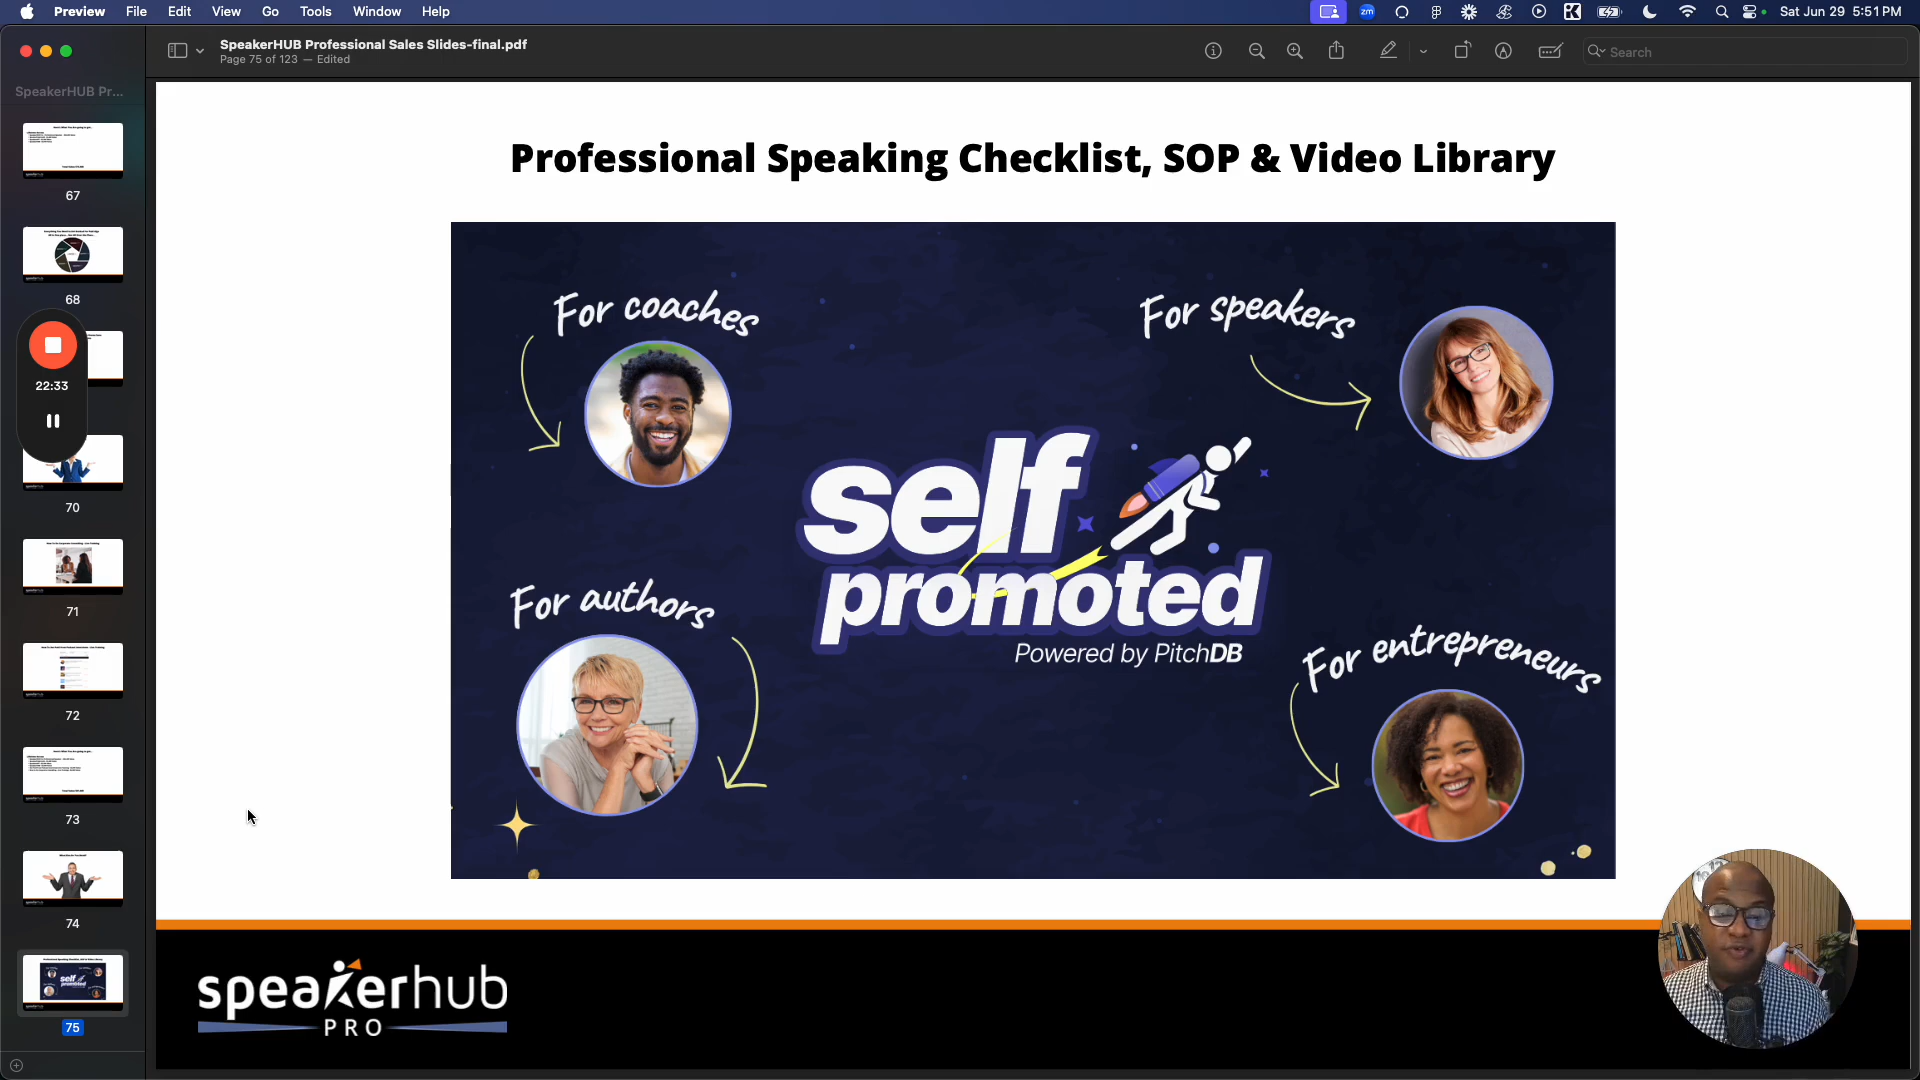 Preview File Edit View Go Tools Window Help
zm
Sat Jun 29 5:51 PM
SpeakerHUB Professional Sales Slides-final.pdf
Page 75 of 123 — Edited
Search
SpeakerHUB Pr...
67
68
22:33
70
71
72
73
74
75
Professional Speaking Checklist, SOP & Video Library
For coaches
For speakers
self
promoted
Powered by PitchDB
For authors
For entrepreneurs
speakerhub
PRO